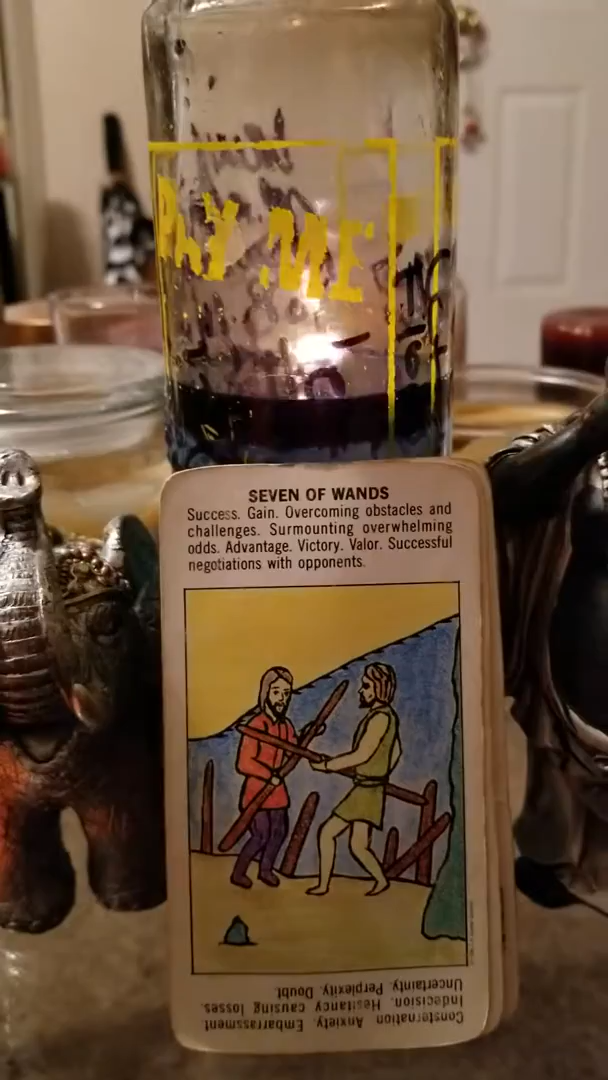 PAY ME
SEVEN OF WANDS
Success. Gain. Overcoming obstacles and
challenges. Surmounting overwhelming
odds. Advantage. Victory. Valor. Successful
negotiations with opponents.
Consternation. Anxiety. Embarrassment
Indecision. Hesitancy causing losses.
Uncertainty. Perplexity. Doubt.